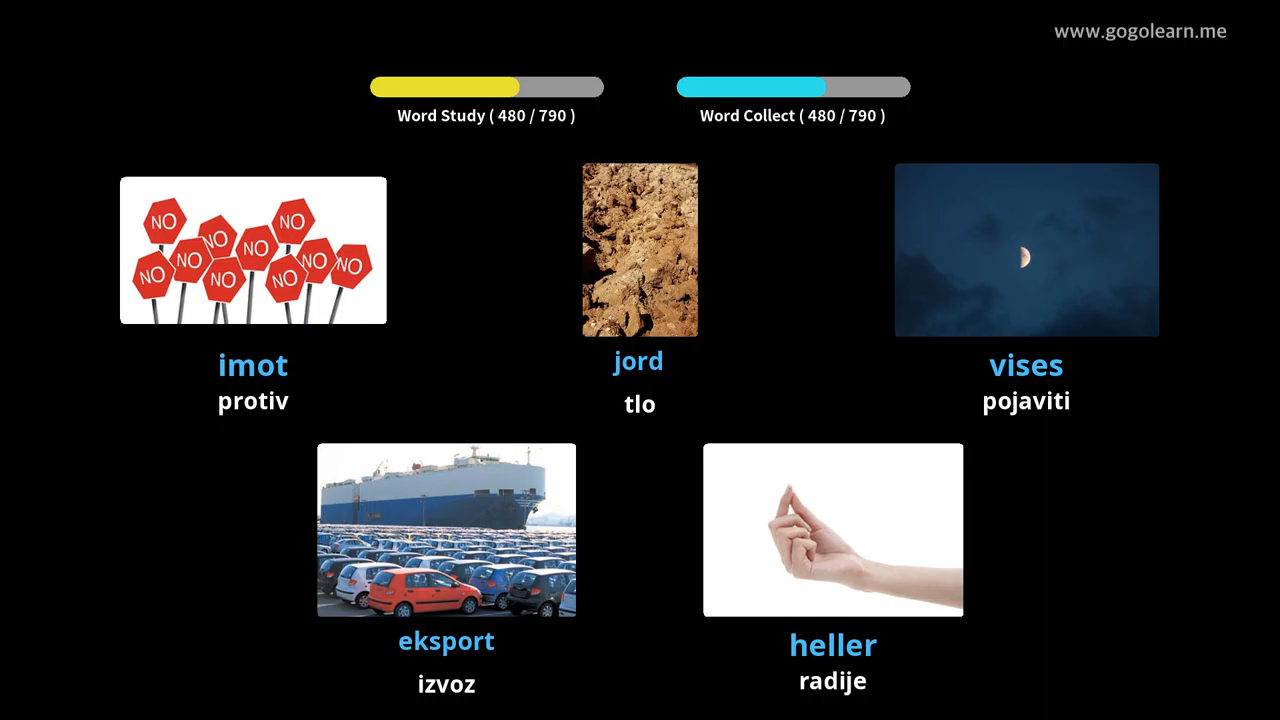 www.gogolearn.me
Word Study ( 480 / 790 )
Word Collect ( 480 / 790 )
NO
NO
NO
NO
NO
NO
NO
NO
NO
NO
imot
protiv
jord
tlo
vises
pojaviti
eksport
izvoz
heller
radije